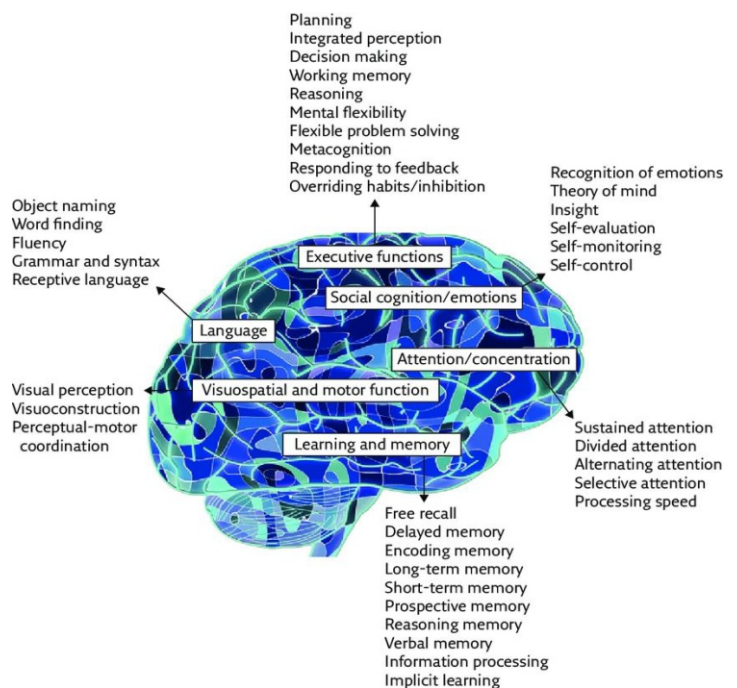 Planning
Integrated perception
Decision making
Working memory
Reasoning
Mental flexibility
Flexible problem solving
Metacognition
Responding to feedback
Overriding habits/inhibition
Recognition of emotions
Theory of mind
Insight
Self-evaluation
Self-monitoring
Self-control
Object naming
Word finding
Fluency
Grammar and syntax
Receptive language
Executive functions
Social cognition/emotions
Language
Attention/concentration
Visuospatial and motor function
Learning and memory
Visual perception
Visuoconstruction
Perceptual-motor
coordination
Sustained attention
Divided attention
Alternating attention
Selective attention
Processing speed
Free recall
Delayed memory
Encoding memory
Long-term memory
Short-term memory
Prospective memory
Reasoning memory
Verbal memory
Information processing
Implicit learning